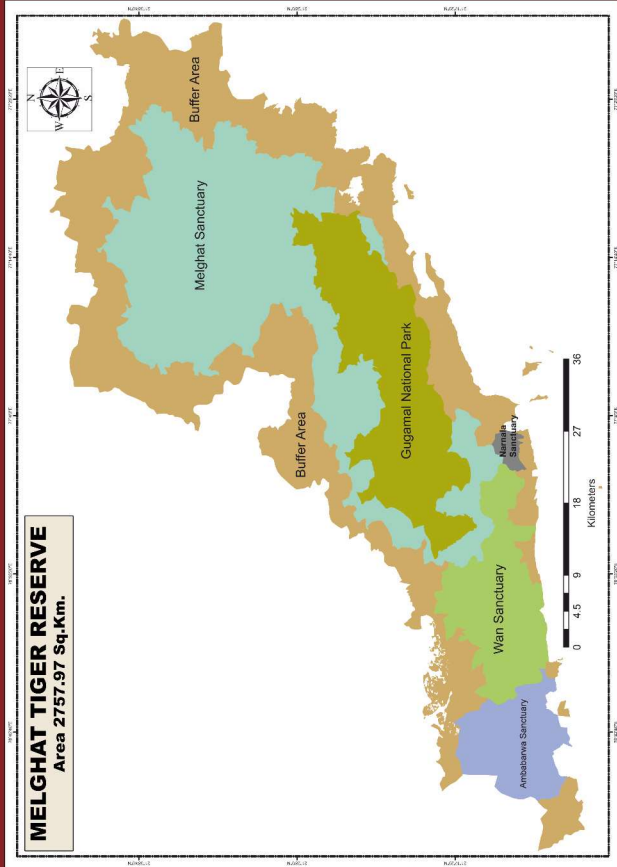 MELGHAT TIGER RESERVE
Area 2757.97 Sq.Km.
N
E
S
W
Buffer Area
Melghat Sanctuary
Buffer Area
Gugamal National Park
Narnala
Sanctuary
Wan Sanctuary
Ambabarwa Sanctuary
0 4.5 9 18 27 36
Kilometers